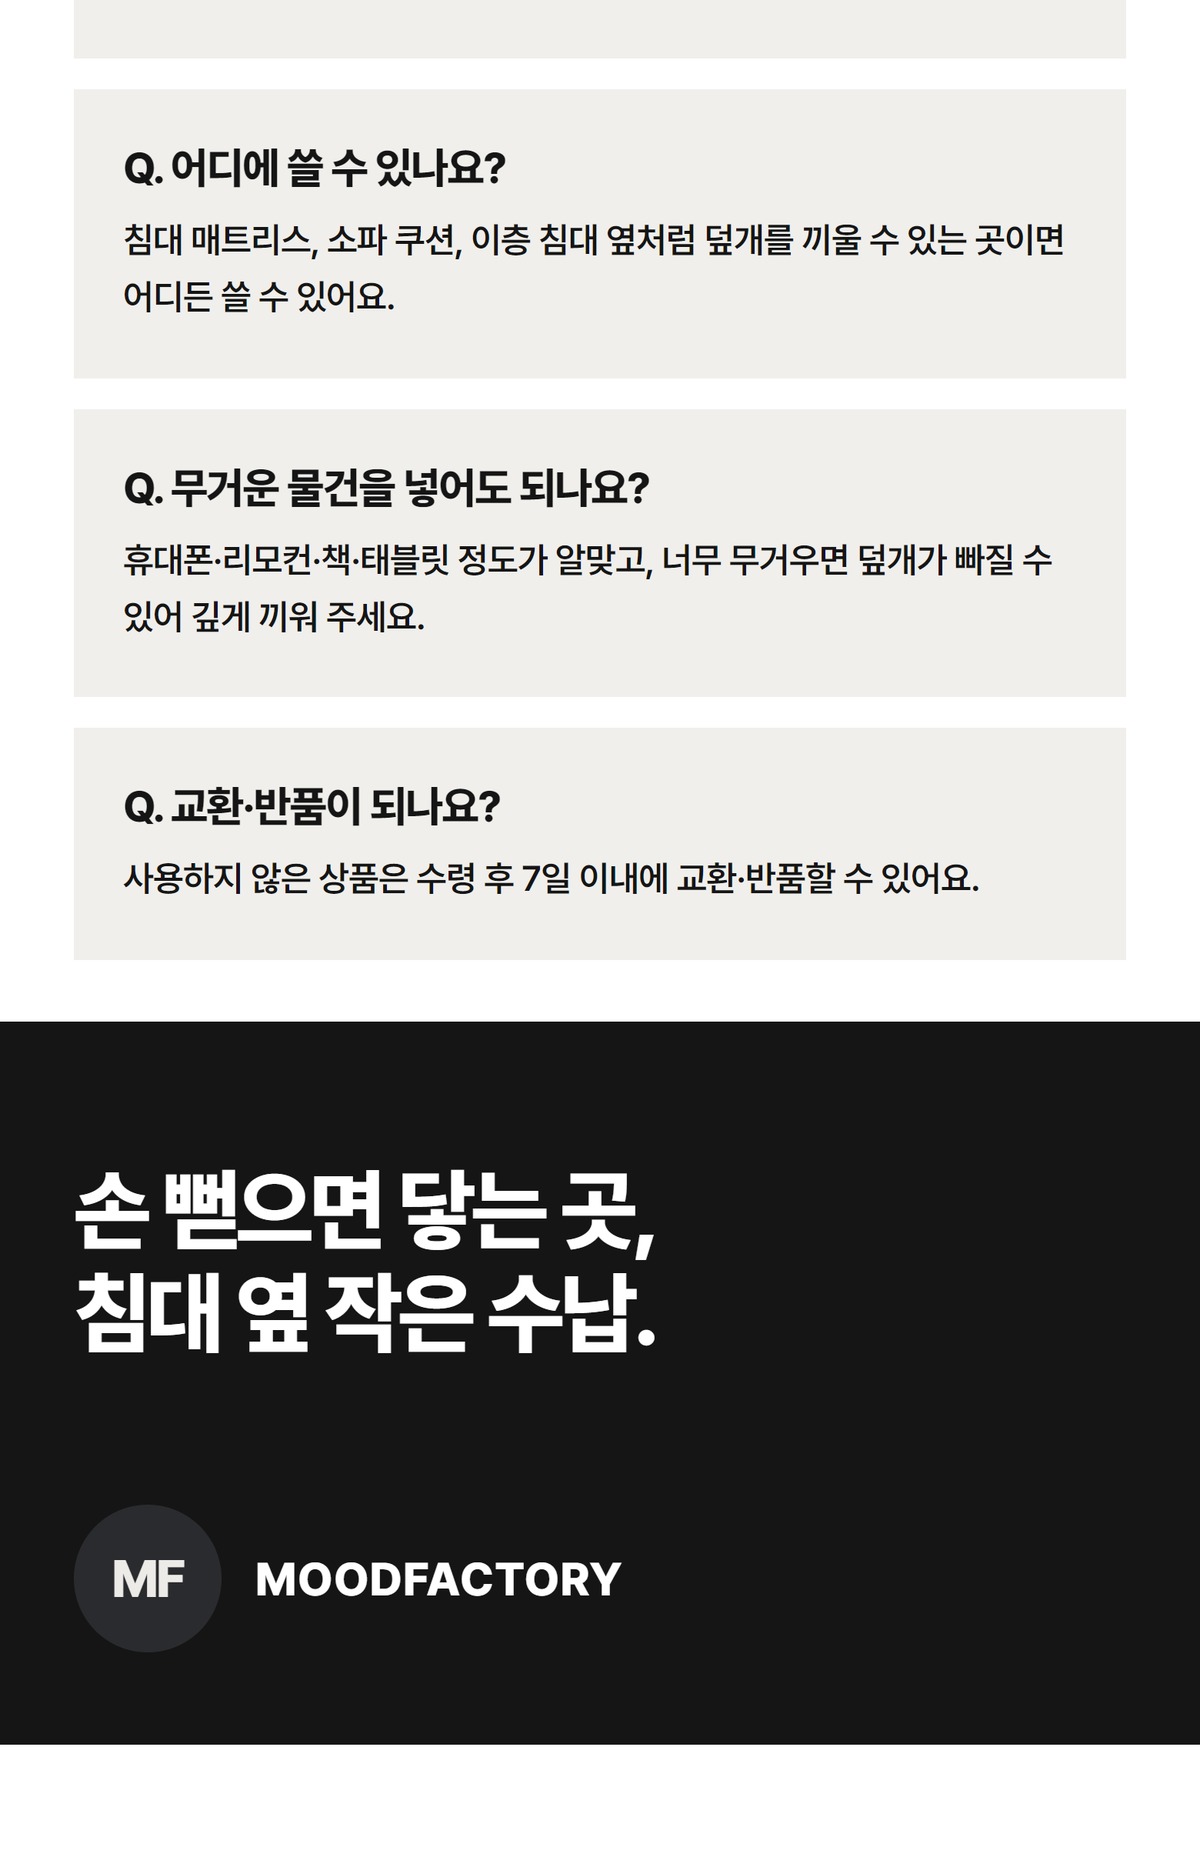 Q. 어디에 쓸 수 있나요?
침대 매트리스, 소파 쿠션, 이층 침대 옆처럼 덮개를 끼울 수 있는 곳이면
어디든 쓸 수 있어요.
Q. 무거운 물건을 넣어도 되나요?
휴대폰·리모컨·책·태블릿 정도가 알맞고, 너무 무거우면 덮개가 빠질 수
있어 깊게 끼워 주세요.
Q. 교환·반품이 되나요?
사용하지 않은 상품은 수령 후 7일 이내에 교환·반품할 수 있어요.
손 뻗으면 닿는 곳,
침대 옆 작은 수납.
MF MOODFACTORY